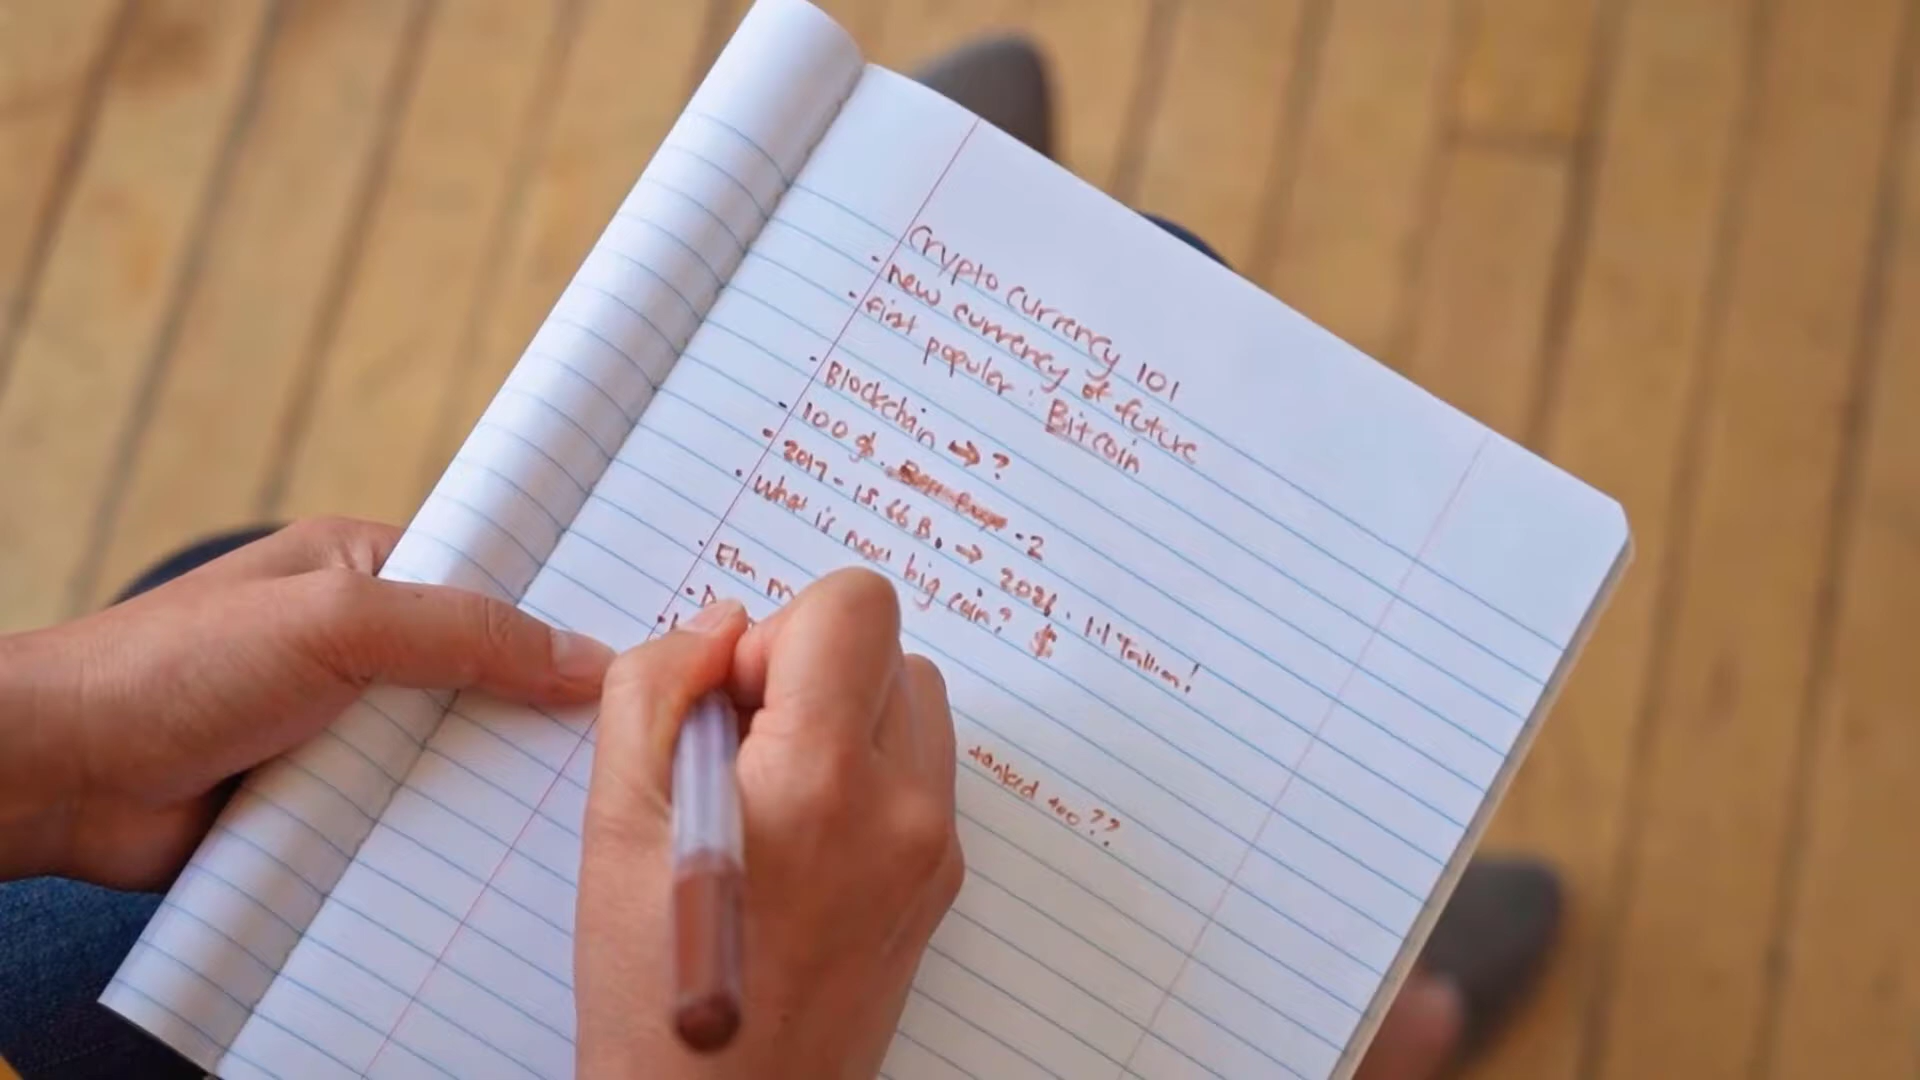 Crypto currency 101
· new currency of future
· first popular : Bitcoin
· Blockchain → ?
· 100 · 2
· 2017 - 15.66 B. → 2021 . 1.1 Trillion!
· What is next big coin? $
· Elon
tanked too ??